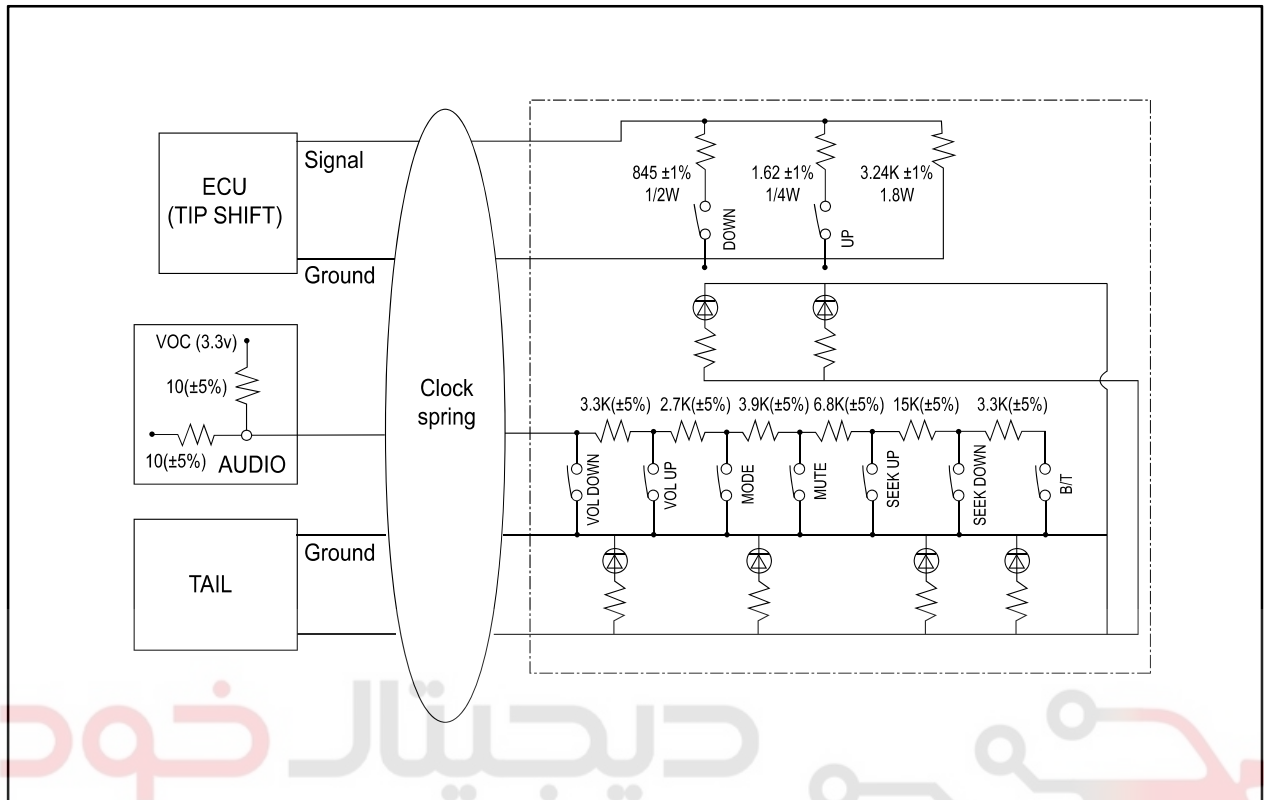 ECU
(TIP SHIFT)
Signal
Ground
845 ±1%
1/2W
DOWN
1.62 ±1%
1/4W
UP
3.24K ±1%
1.8W
VOC (3.3v)
10(±5%)
10(±5%)
AUDIO
Clock
spring
3.3K(±5%)
2.7K(±5%)
3.9K(±5%)
6.8K(±5%)
15K(±5%)
3.3K(±5%)
VOL DOWN
VOL UP
MODE
MUTE
SEEK UP
SEEK DOWN
B/T
TAIL
Ground
دیجیتال خودرو